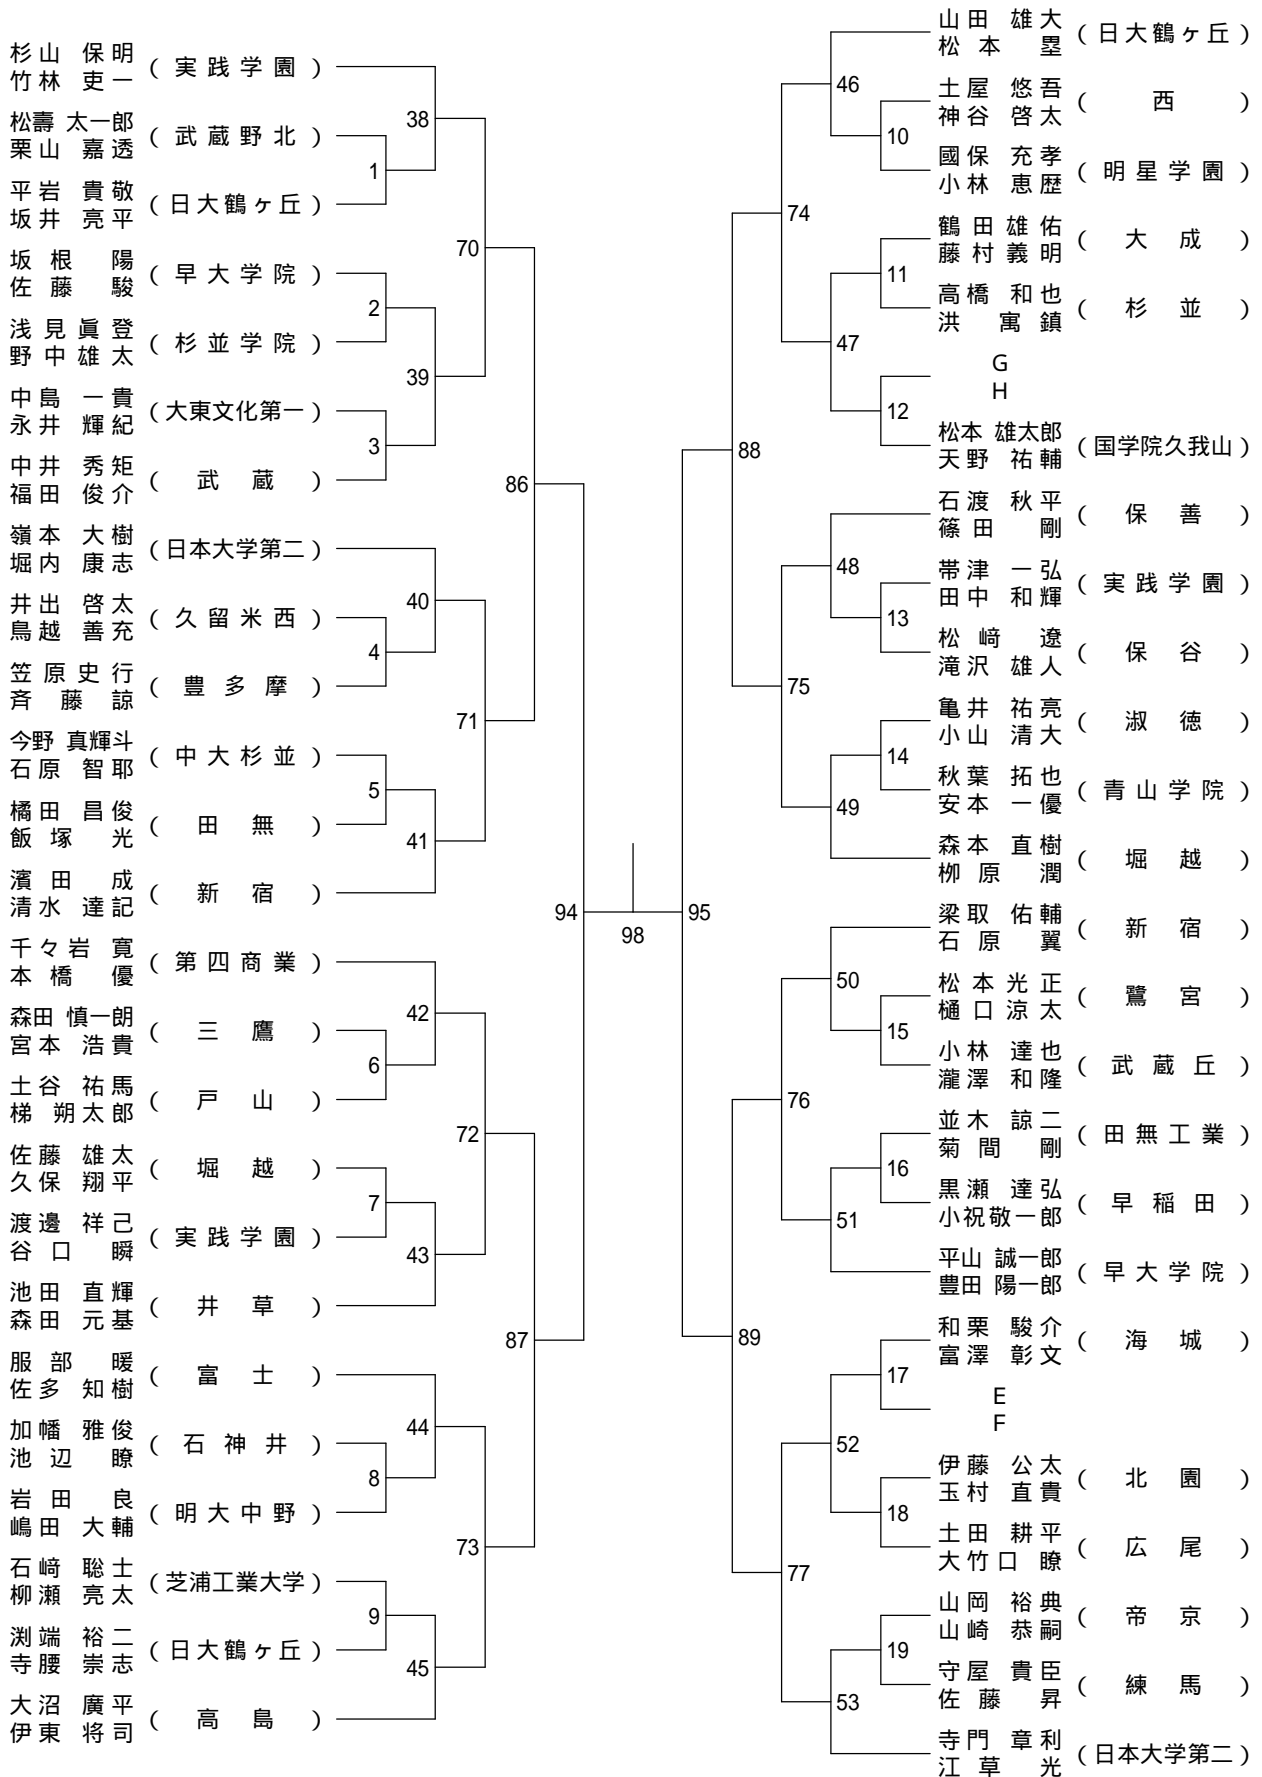 杉山 保明
竹林 吏一
(実践学園)
松壽 太一郎
栗山 嘉透
(武蔵野北)
平岩 貴敬
坂井 亮平
(日大鶴ヶ丘)
坂根 陽
佐藤 駿
(早大学院)
浅見眞登
野中雄太
(杉並学院)
中島 一貴
永井 輝紀
(大東文化第一)
中井 秀矩
福田 俊介
(武蔵)
嶺本 大樹
堀内 康志
(日本大学第二)
井出 啓太
鳥越 善充
(久留米西)
笠原史行
斉藤諒
(豊多摩)
今野 真輝斗
石原 智耶
(中大杉並)
橘田 昌俊
飯塚 光
(田無)
濱田 成
清水 達記
(新宿)
千々岩 寛
本橋 優
(第四商業)
森田 慎一朗
宮本 浩貴
(三鷹)
土谷 祐馬
梯 朔太郎
(戸山)
佐藤 雄太
久保 翔平
(堀越)
渡邊 祥己
谷口 瞬
(実践学園)
池田 直輝
森田 元基
(井草)
服部 暖
佐多 知樹
(富士)
加幡 雅俊
池辺 瞭
(石神井)
岩田 良
嶋田 大輔
(明大中野)
石﨑 聡士
柳瀬 亮太
(芝浦工業大学)
渕端 裕二
寺腰 崇志
(日大鶴ヶ丘)
大沼 廣平
伊東 将司
(高島)
1
2
3
4
5
6
7
8
9
38
39
40
41
42
43
44
45
70
71
72
73
86
87
94
98
95
88
89
74
75
76
77
46
47
48
49
50
51
52
53
10
11
12
13
14
15
16
17
18
19
山田 雄大
松本 塁
(日大鶴ヶ丘)
土屋 悠吾
神谷 啓太
(西)
國保 充孝
小林 恵歴
(明星学園)
鶴田雄佑
藤村義明
(大成)
高橋 和也
洪 寓鎮
(杉並)
G
H
松本 雄太郎
天野 祐輔
(国学院久我山)
石渡 秋平
篠田 剛
(保善)
帯津 一弘
田中 和輝
(実践学園)
松﨑 遼
滝沢 雄人
(保谷)
亀井 祐亮
小山 清大
(淑徳)
秋葉 拓也
安本 一優
(青山学院)
森本 直樹
栁原 潤
(堀越)
梁取 佑輔
石原 翼
(新宿)
松本光正
樋口涼太
(鷺宮)
小林 達也
瀧澤 和隆
(武蔵丘)
並木 諒二
菊間 剛
(田無工業)
黒瀬 達弘
小祝敬一郎
(早稲田)
平山 誠一郎
豊田 陽一郎
(早大学院)
和栗 駿介
富澤 彰文
(海城)
E
F
伊藤 公太
玉村 直貴
(北園)
土田 耕平
大竹口 瞭
(広尾)
山岡 裕典
山崎 恭嗣
(帝京)
守屋 貴臣
佐藤 昇
(練馬)
寺門 章利
江草 光
(日本大学第二)